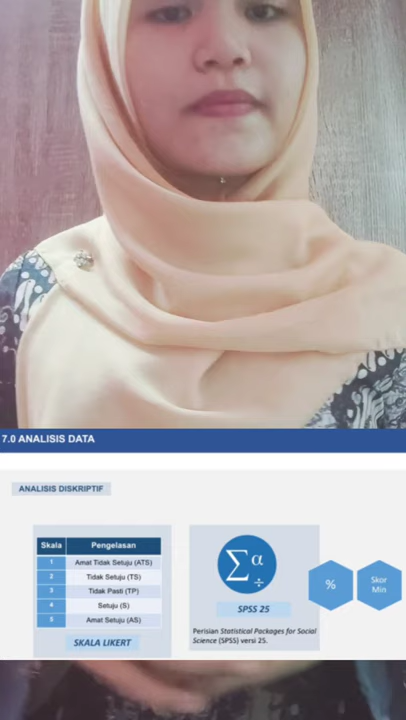 7.0 ANALISIS DATA
ANALISIS DISKRIPTIF
Skala Pengelasan
1 Amat Tidak Setuju (ATS)
2 Tidak Setuju (TS)
3 Tidak Pasti (TP)
4 Setuju (S)
5 Amat Setuju (AS)
SKALA LIKERT
∑ α ÷
SPSS 25
Perisian Statistical Packages for Social
Science (SPSS) versi 25.
%
Skor
Min